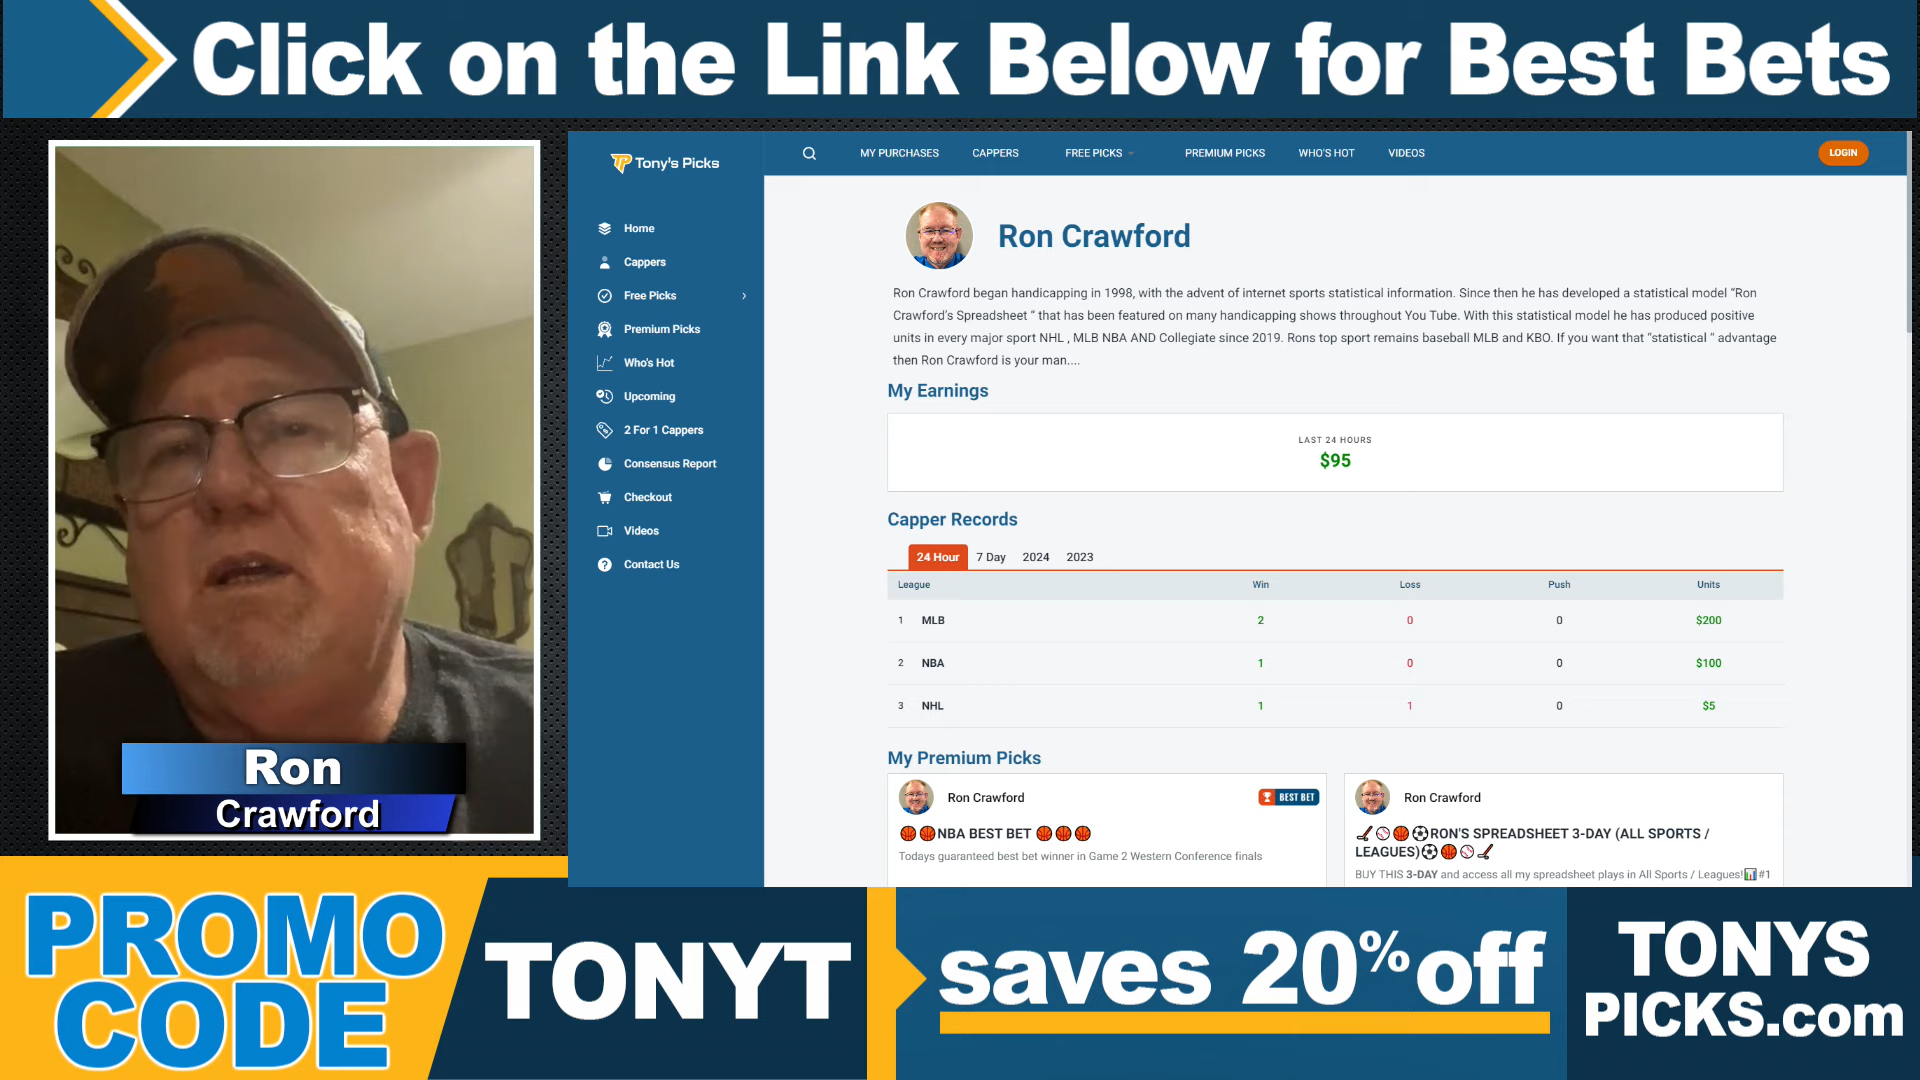 Click on the Link Below for Best Bets
Tony's Picks
MY PURCHASES
CAPPERS
FREE PICKS
PREMIUM PICKS
WHO'S HOT
VIDEOS
LOGIN
Home
Cappers
Free Picks
Premium Picks
Who's Hot
Upcoming
2 For 1 Cappers
Consensus Report
Checkout
Videos
Contact Us
Ron Crawford
Ron Crawford began handicapping in 1998, with the advent of internet sports statistical information. Since then he has developed a statistical model “Ron
Crawford's Spreadsheet “ that has been featured on many handicapping shows throughout You Tube. With this statistical model he has produced positive
units in every major sport NHL , MLB NBA AND Collegiate since 2019. Rons top sport remains baseball MLB and KBO. If you want that “statistical “ advantage
then Ron Crawford is your man....
My Earnings
LAST 24 HOURS
$95
Capper Records
24 Hour 7 Day 2024 2023
League Win Loss Push Units
1 MLB 2 0 0 $200
2 NBA 1 0 0 $100
3 NHL 1 1 0 $5
My Premium Picks
Ron Crawford
BEST BET
NBA BEST BET
Todays guaranteed best bet winner in Game 2 Western Conference finals
Ron Crawford
RON'S SPREADSHEET 3-DAY (ALL SPORTS /
LEAGUES)
BUY THIS 3-DAY and access all my spreadsheet plays in All Sports / Leagues! #1
Ron
Crawford
PROMO
CODE
TONYT
saves 20% off
TONYS
PICKS.com